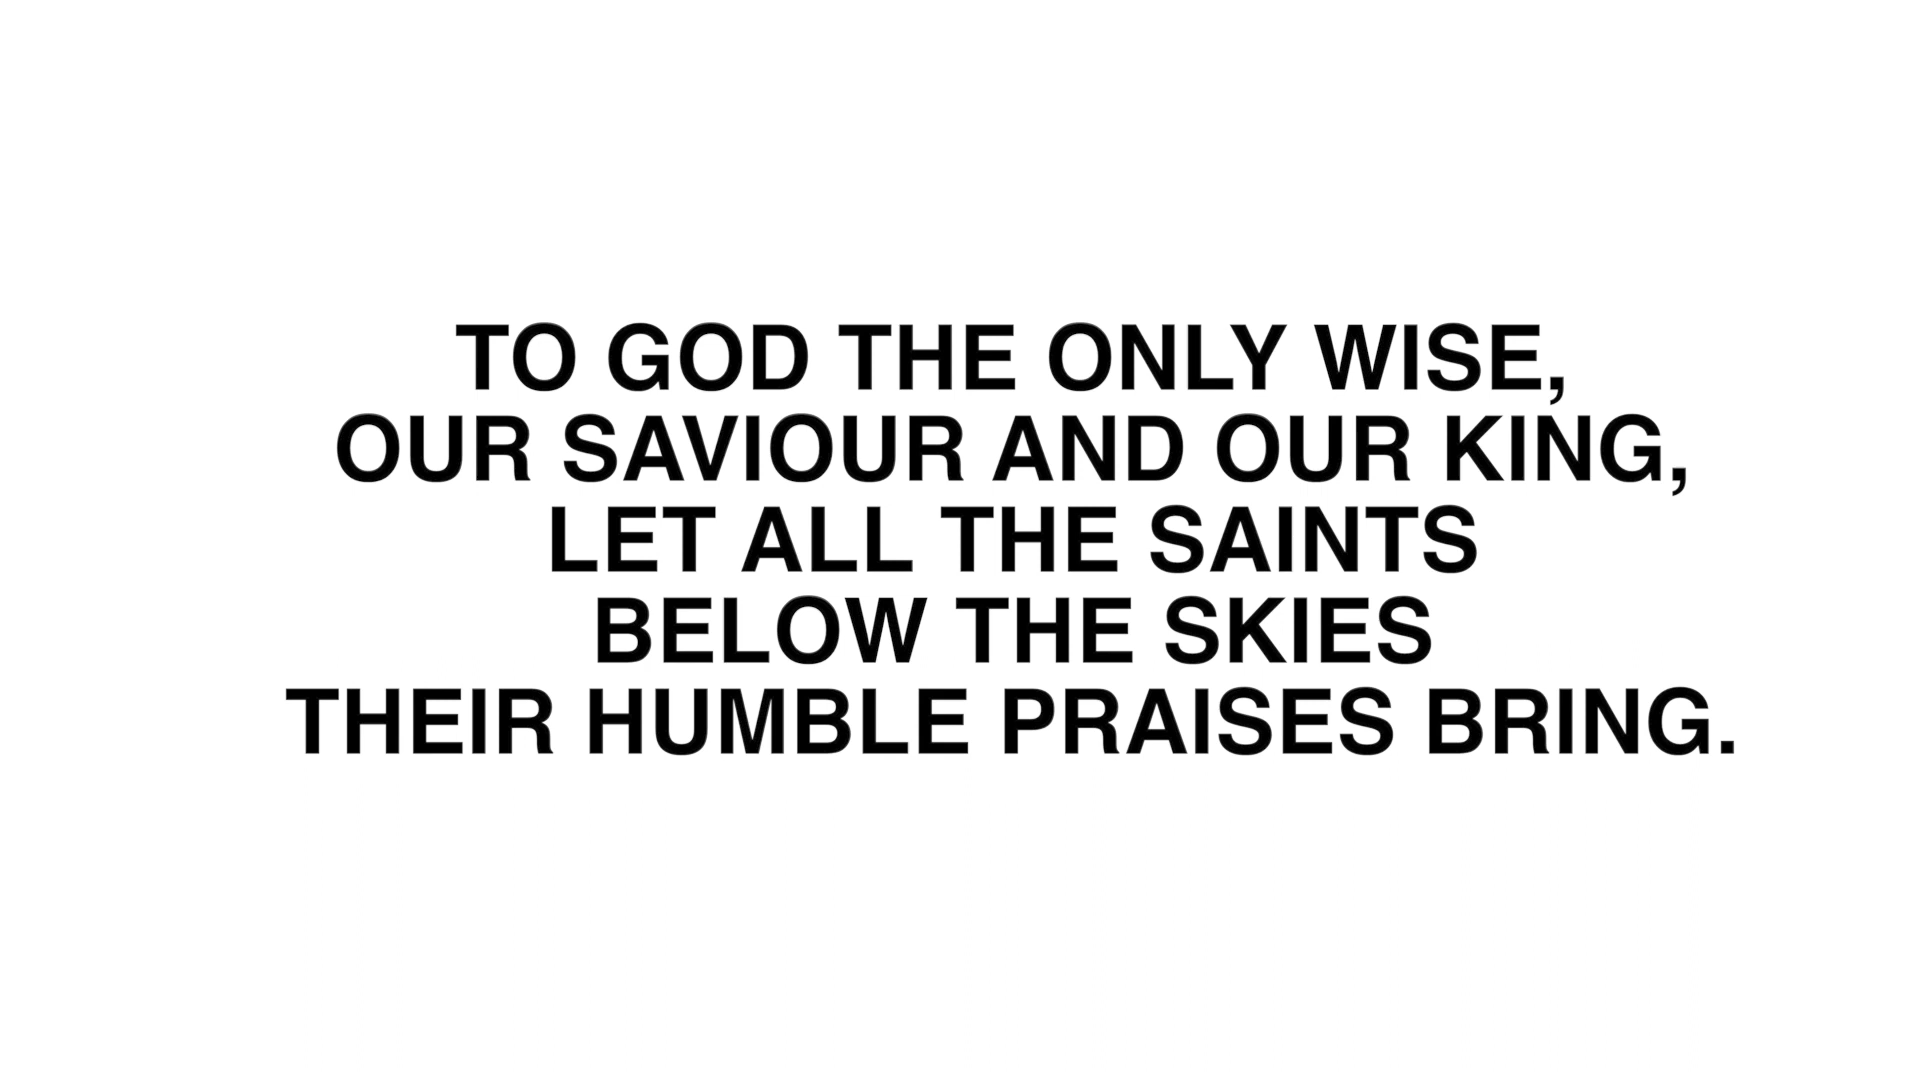 TO GOD THE ONLY WISE,
OUR SAVIOUR AND OUR KING,
LET ALL THE SAINTS
BELOW THE SKIES
THEIR HUMBLE PRAISES BRING.